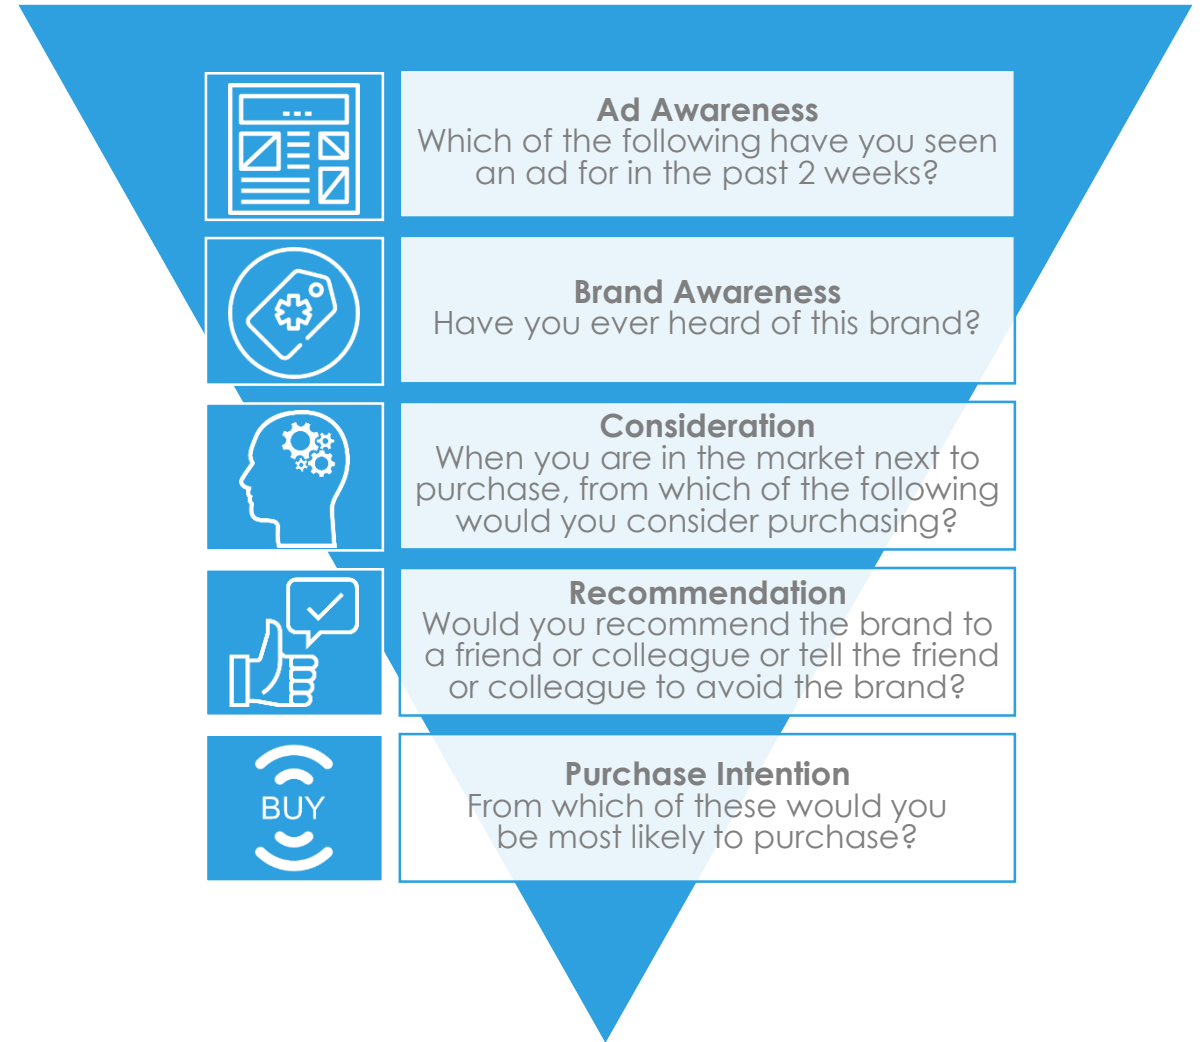 Ad Awareness
Which of the following have you seen
an ad for in the past 2 weeks?
Brand Awareness
Have you ever heard of this brand?
Consideration
When you are in the market next to
purchase, from which of the following
would you consider purchasing?
Recommendation
Would you recommend the brand to
a friend or colleague or tell the friend
or colleague to avoid the brand?
BUY
Purchase Intention
From which of these would you
be most likely to purchase?